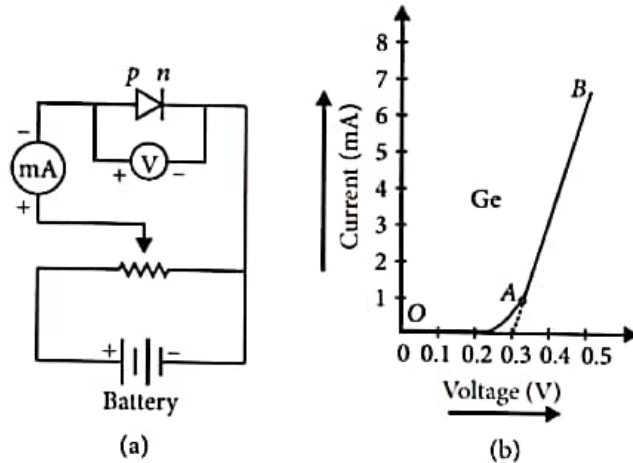 p n
+ V −
−
mA
+
+ −
Battery
(a)
8
7
6
5
4
3
2
1
Current (mA)
B
Ge
A
O
0 0.1 0.2 0.3 0.4 0.5
Voltage (V)
(b)